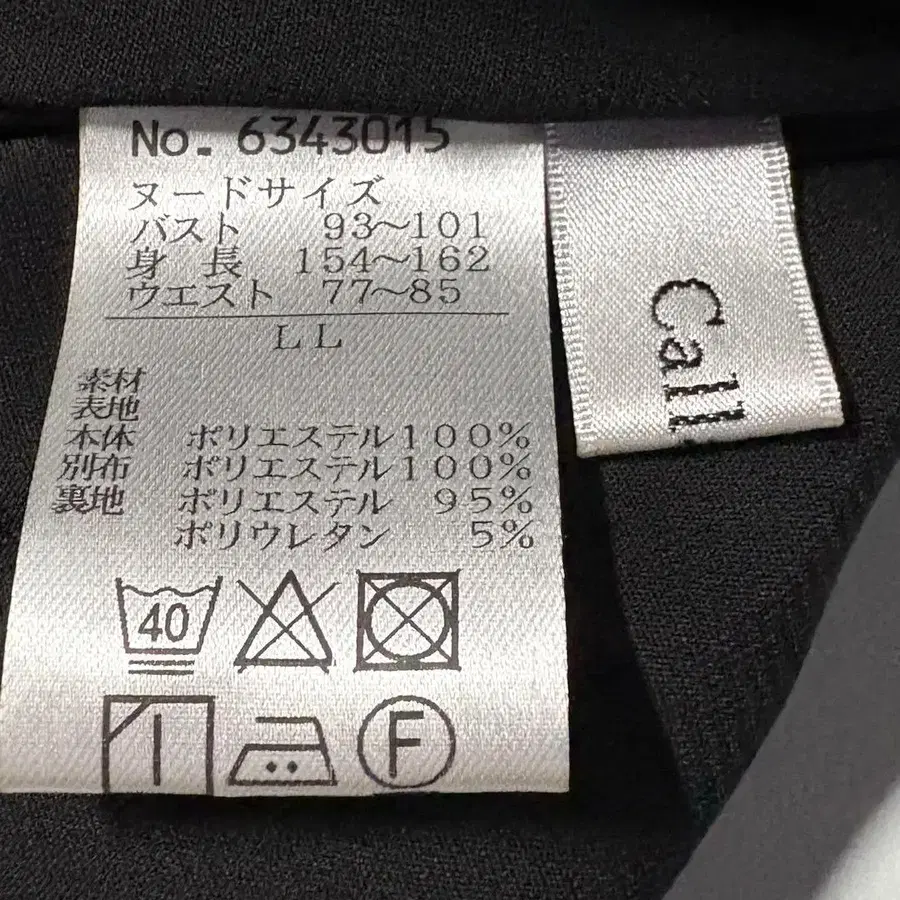 No. 6343015
ヌードサイズ
バスト 93〜101
身 長 154〜162
ウエスト 77〜85
LL
素材
表地
本体 ポリエステル100%
別布 ポリエステル100%
裏地 ポリエステル 95%
ポリウレタン 5%
40
F